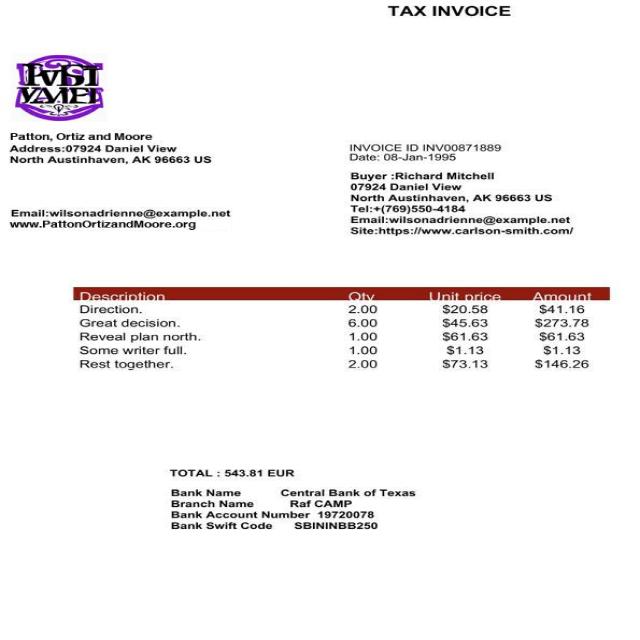 TAX INVOICE
Patton, Ortiz and Moore
Address:07924 Daniel View
North Austinhaven, AK 96663 US
Email:wilsonadrienne@example.net
www.PattonOrtizandMoore.org
INVOICE ID INV00871889
Date: 08-Jan-1995
Buyer :Richard Mitchell
07924 Daniel View
North Austinhaven, AK 96663 US
Tel:+(769)550-4184
Email:wilsonadrienne@example.net
Site:https://www.carlson-smith.com/
Description Qty Unit price Amount
Direction. 2.00 $20.58 $41.16
Great decision. 6.00 $45.63 $273.78
Reveal plan north. 1.00 $61.63 $61.63
Some writer full. 1.00 $1.13 $1.13
Rest together. 2.00 $73.13 $146.26
TOTAL : 543.81 EUR
Bank Name Central Bank of Texas
Branch Name Raf CAMP
Bank Account Number 19720078
Bank Swift Code SBININBB250